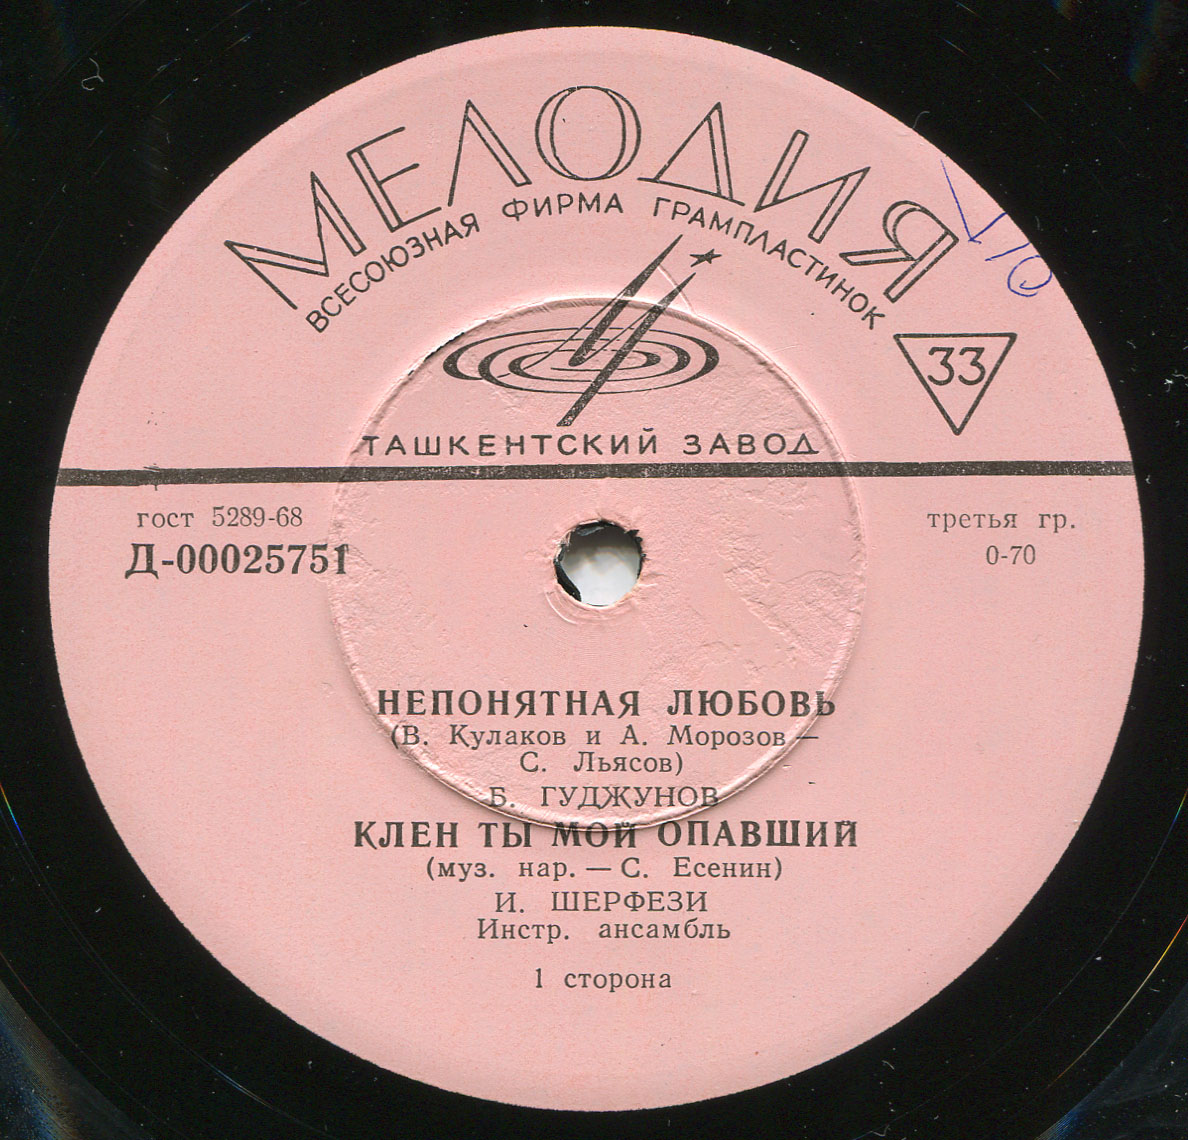 МЕЛОДИЯ
ВСЕСОЮЗНАЯ ФИРМА ГРАМПЛАСТИНОК
33
ТАШКЕНТСКИЙ ЗАВОД
гост 5289-68
третья гр.
Д-00025751
0-70
НЕПОНЯТНАЯ ЛЮБОВЬ
(В. Кулаков и А. Морозов —
С. Льясов)
Б. ГУДЖУНОВ
КЛЕН ТЫ МОЙ ОПАВШИЙ
(муз. нар. — С. Есенин)
И. ШЕРФЕЗИ
Инстр. ансамбль
1 сторона